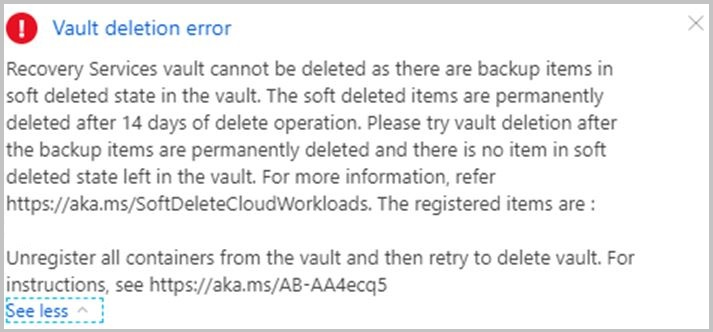 Vault deletion error
Recovery Services vault cannot be deleted as there are backup items in
soft deleted state in the vault. The soft deleted items are permanently
deleted after 14 days of delete operation. Please try vault deletion after
the backup items are permanently deleted and there is no item in soft
deleted state left in the vault. For more information, refer
https://aka.ms/SoftDeleteCloudWorkloads. The registered items are :
Unregister all containers from the vault and then retry to delete vault. For
instructions, see https://aka.ms/AB-AA4ecq5
See less